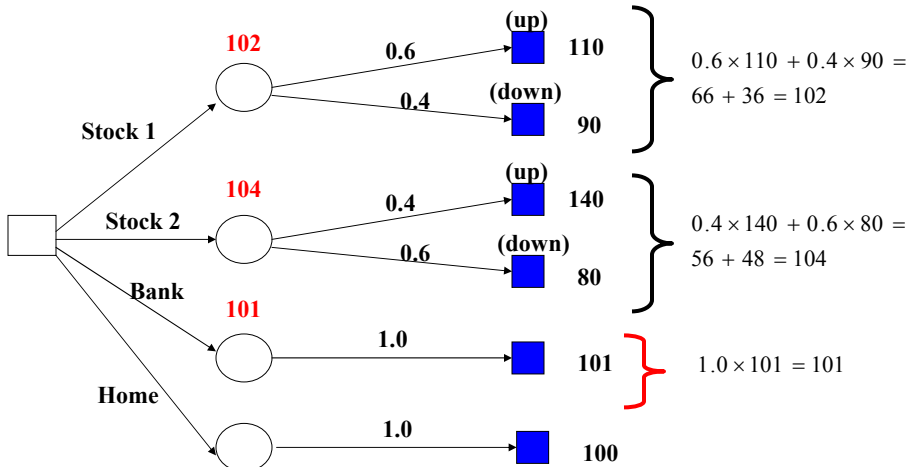 (up)
102
0.6
110
0.6 × 110 + 0.4 × 90 =
66 + 36 = 102
0.4
(down)
90
Stock 1
(up)
104
0.4
140
Stock 2
0.4 × 140 + 0.6 × 80 =
56 + 48 = 104
0.6
(down)
80
Bank
101
1.0
101
1.0 × 101 = 101
Home
1.0
100